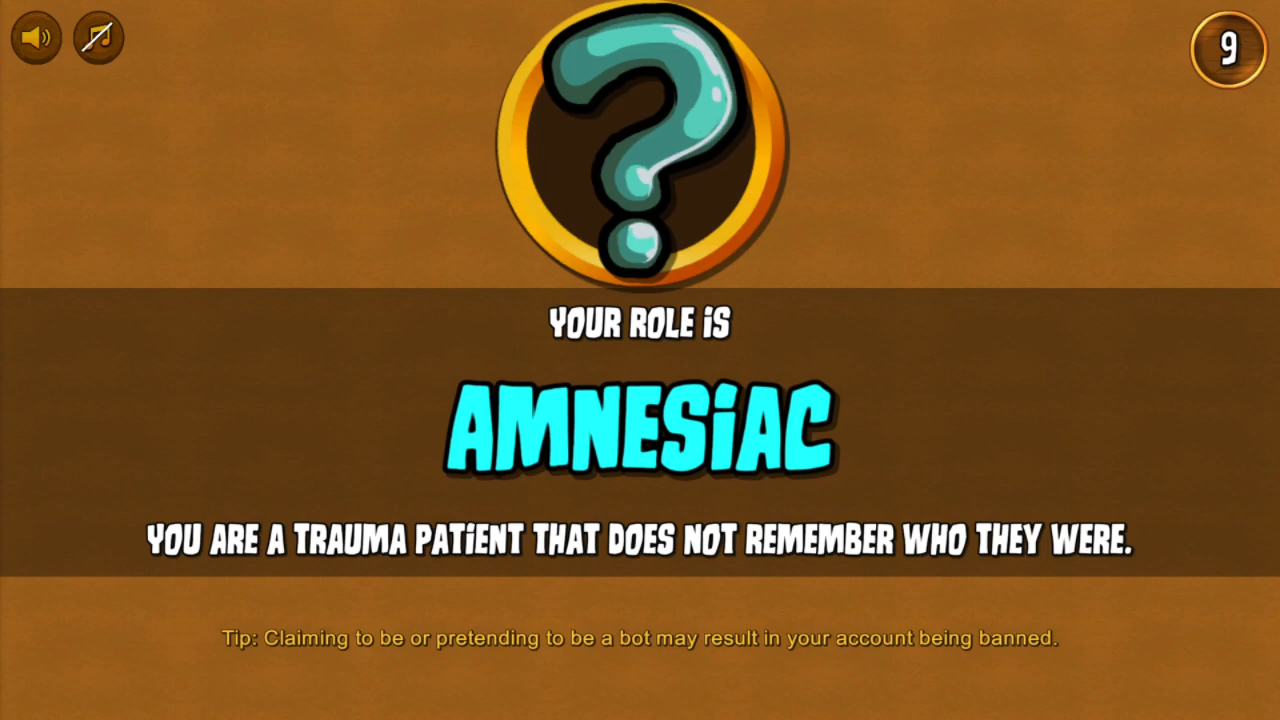 9
YOUR ROLE IS
AMNESIAC
YOU ARE A TRAUMA PATIENT THAT DOES NOT REMEMBER WHO THEY WERE.
Tip: Claiming to be or pretending to be a bot may result in your account being banned.